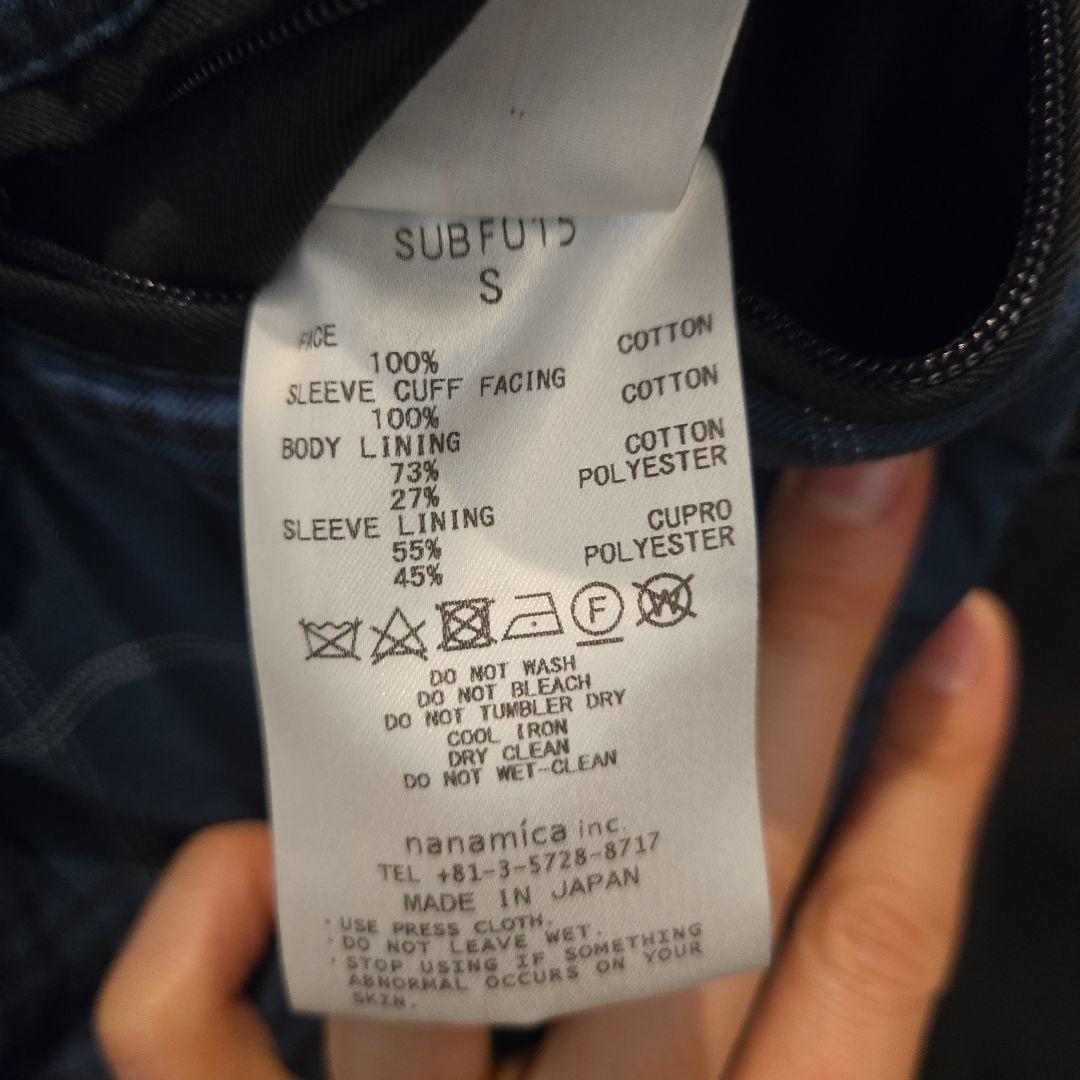 SUBF015
S
FACE
100% COTTON
SLEEVE CUFF FACING
100% COTTON
BODY LINING
73% COTTON
27% POLYESTER
SLEEVE LINING
55% CUPRO
45% POLYESTER
F W
DO NOT WASH
DO NOT BLEACH
DO NOT TUMBLER DRY
COOL IRON
DRY CLEAN
DO NOT WET-CLEAN
nanamica inc.
TEL +81-3-5728-8717
MADE IN JAPAN
・USE PRESS CLOTH.
・DO NOT LEAVE WET.
・STOP USING IF SOMETHING
ABNORMAL OCCURS ON YOUR
SKIN.